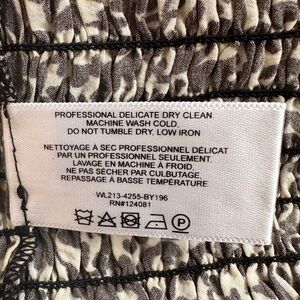 PROFESSIONAL DELICATE DRY CLEAN
MACHINE WASH COLD,
DO NOT TUMBLE DRY, LOW IRON
NETTOYAGE À SEC PROFESSIONNEL DÉLICAT
PAR UN PROFESSIONNEL SEULEMENT.
LAVAGE EN MACHINE À FROID,
NE PAS SÉCHER PAR CULBUTAGE,
REPASSAGE À BASSE TEMPÉRATURE
WL213-4255-BY196
RN#124081